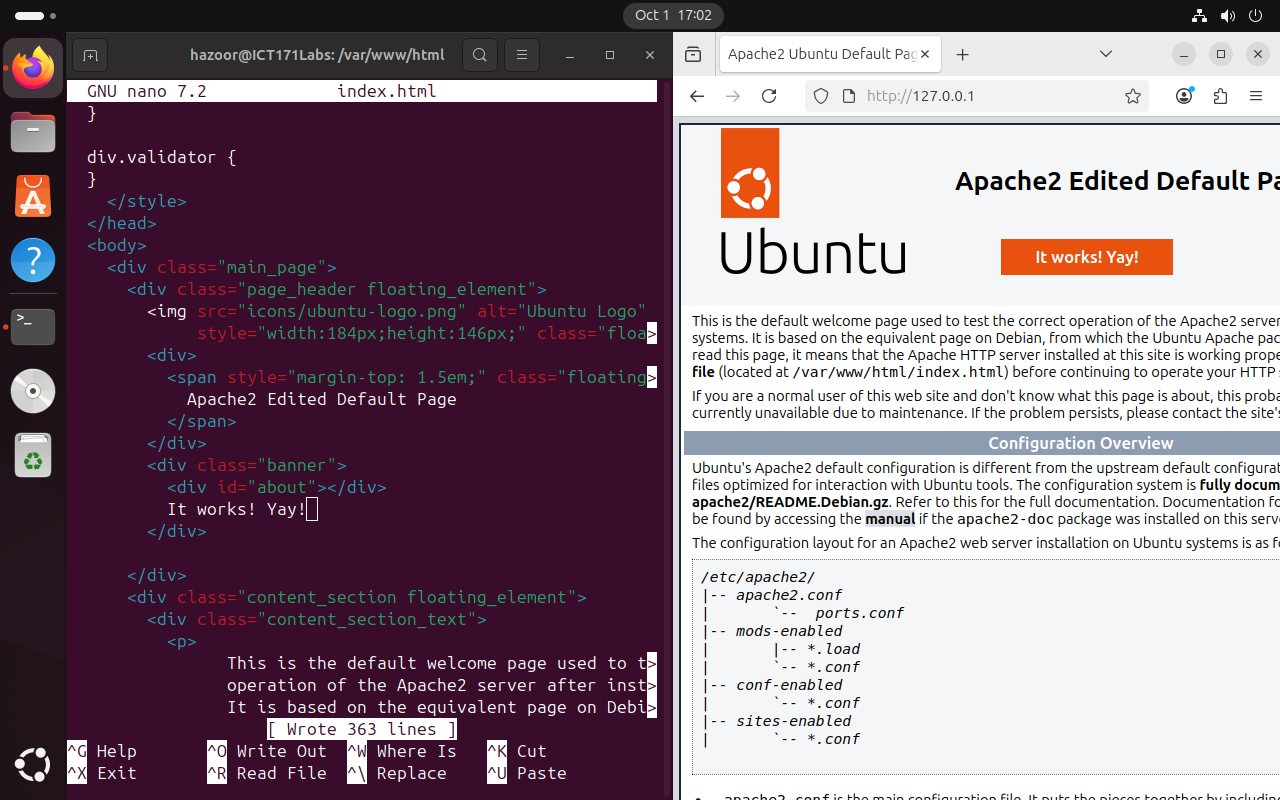 Oct 1 17:02
hazoor@ICT171Labs: /var/www/html
GNU nano 7.2 index.html
}
div.validator {
}
</style>
</head>
<body>
<div class="main_page">
<div class="page_header floating_element">
<img src="icons/ubuntu-logo.png" alt="Ubuntu Logo"
style="width:184px;height:146px;" class="floa>
<div>
<span style="margin-top: 1.5em;" class="floating>
Apache2 Edited Default Page
</span>
</div>
<div class="banner">
<div id="about"></div>
It works! Yay!
</div>
</div>
<div class="content_section floating_element">
<div class="content_section_text">
<p>
This is the default welcome page used to t>
operation of the Apache2 server after inst>
It is based on the equivalent page on Debi>
[ Wrote 363 lines ]
^G Help ^O Write Out ^W Where Is ^K Cut
^X Exit ^R Read File ^\ Replace ^U Paste
Apache2 Ubuntu Default Pag
http://127.0.0.1
Ubuntu
Apache2 Edited Default Pa
It works! Yay!
This is the default welcome page used to test the correct operation of the Apache2 server
systems. It is based on the equivalent page on Debian, from which the Ubuntu Apache pac
read this page, it means that the Apache HTTP server installed at this site is working prope
file (located at /var/www/html/index.html) before continuing to operate your HTTP
If you are a normal user of this web site and don't know what this page is about, this proba
currently unavailable due to maintenance. If the problem persists, please contact the site's
Configuration Overview
Ubuntu's Apache2 default configuration is different from the upstream default configurat
files optimized for interaction with Ubuntu tools. The configuration system is fully docum
apache2/README.Debian.gz. Refer to this for the full documentation. Documentation fo
be found by accessing the manual if the apache2-doc package was installed on this serve
The configuration layout for an Apache2 web server installation on Ubuntu systems is as fo
/etc/apache2/
|-- apache2.conf
| `-- ports.conf
|-- mods-enabled
| |-- *.load
| `-- *.conf
|-- conf-enabled
| `-- *.conf
|-- sites-enabled
| `-- *.conf
apache2.conf is the main configuration file. It puts the pieces together by including